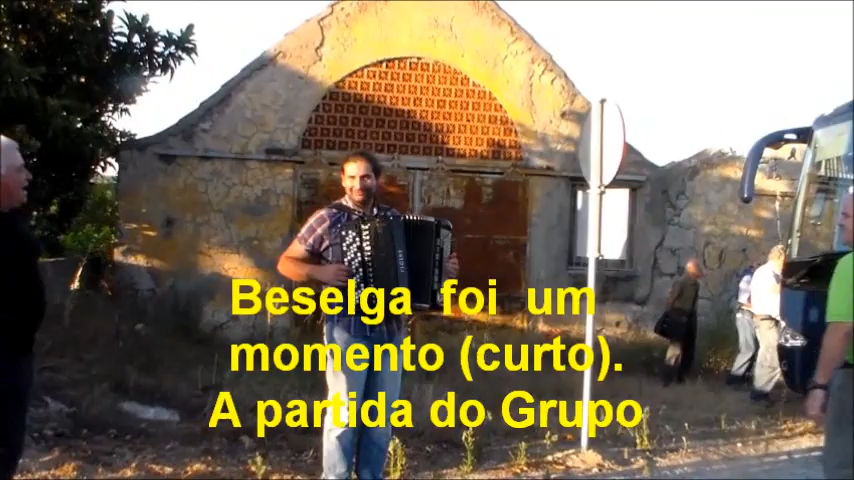 Beselga foi um
momento (curto).
A partida do Grupo